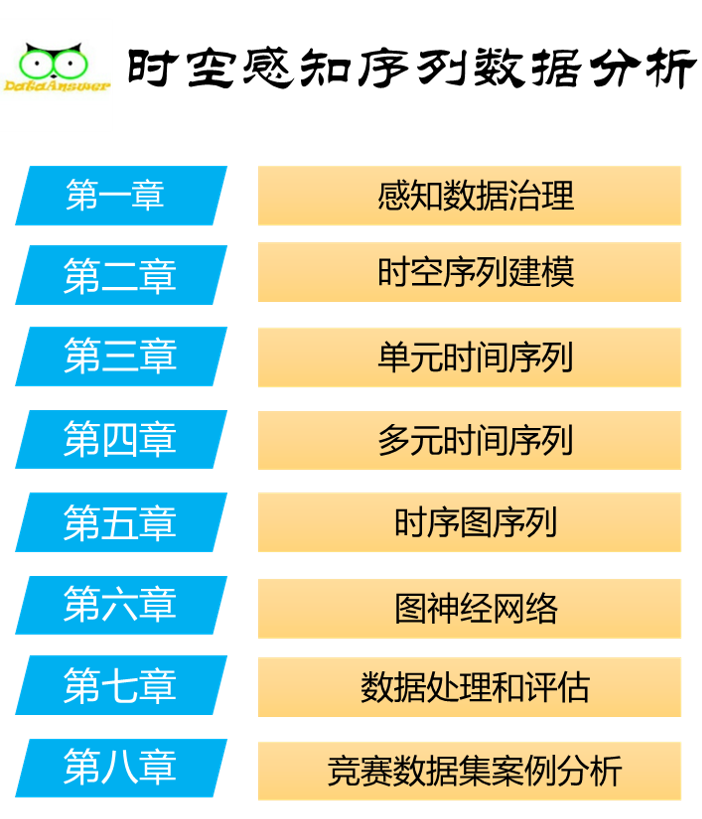 DataAnswer
时空感知序列数据分析
第一章
感知数据治理
第二章
时空序列建模
第三章
单元时间序列
第四章
多元时间序列
第五章
时序图序列
第六章
图神经网络
第七章
数据处理和评估
第八章
竞赛数据集案例分析